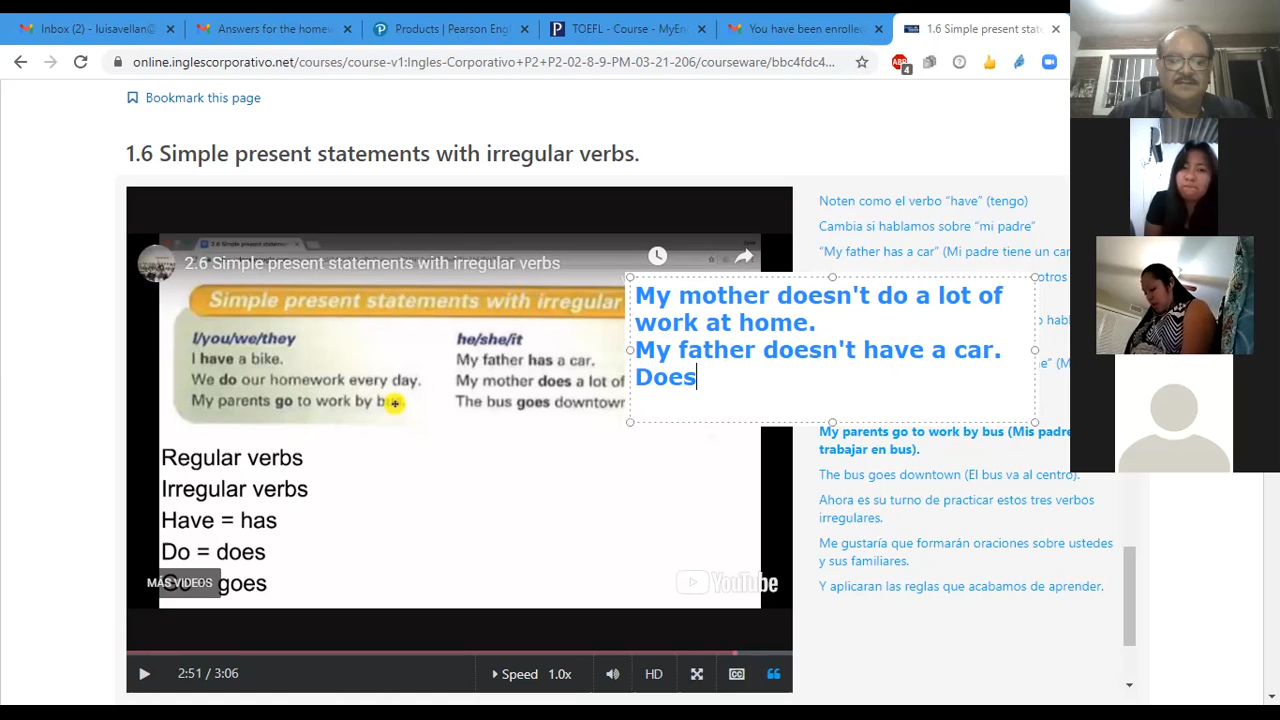 Inbox (2) - luisavellan@
Answers for the homew
Products | Pearson Eng
TOEFL - Course - MyEn
You have been enrolled
1.6 Simple present state
online.inglescorporativo.net/courses/course-v1:Ingles-Corporativo+P2+P2-02-8-9-PM-03-21-206/courseware/bbc4fdc4...
ABP
4
Bookmark this page
1.6 Simple present statements with irregular verbs.
2.6 Simple present statements with irregular verbs
Simple present statements with irregular
I/you/we/they
I have a bike.
We do our homework every day.
My parents go to work by b
he/she/it
My father has a car.
My mother does a lot of
The bus goes downtown
Regular verbs
Irregular verbs
Have = has
Do = does
goes
MÁS VIDEOS
YouTube
My mother doesn't do a lot of
work at home.
My father doesn't have a car.
Does
Noten como el verbo “have” (tengo)
Cambia si hablamos sobre “mi padre”
“My father has a car” (Mi padre tiene un car
otros
habl
e” (M
My parents go to work by bus (Mis padre
trabajar en bus).
The bus goes downtown (El bus va al centro).
Ahora es su turno de practicar estos tres verbos
irregulares.
Me gustaría que formarán oraciones sobre ustedes
y sus familiares.
Y aplicaran las reglas que acabamos de aprender.
2:51 / 3:06
Speed 1.0x
HD
CC